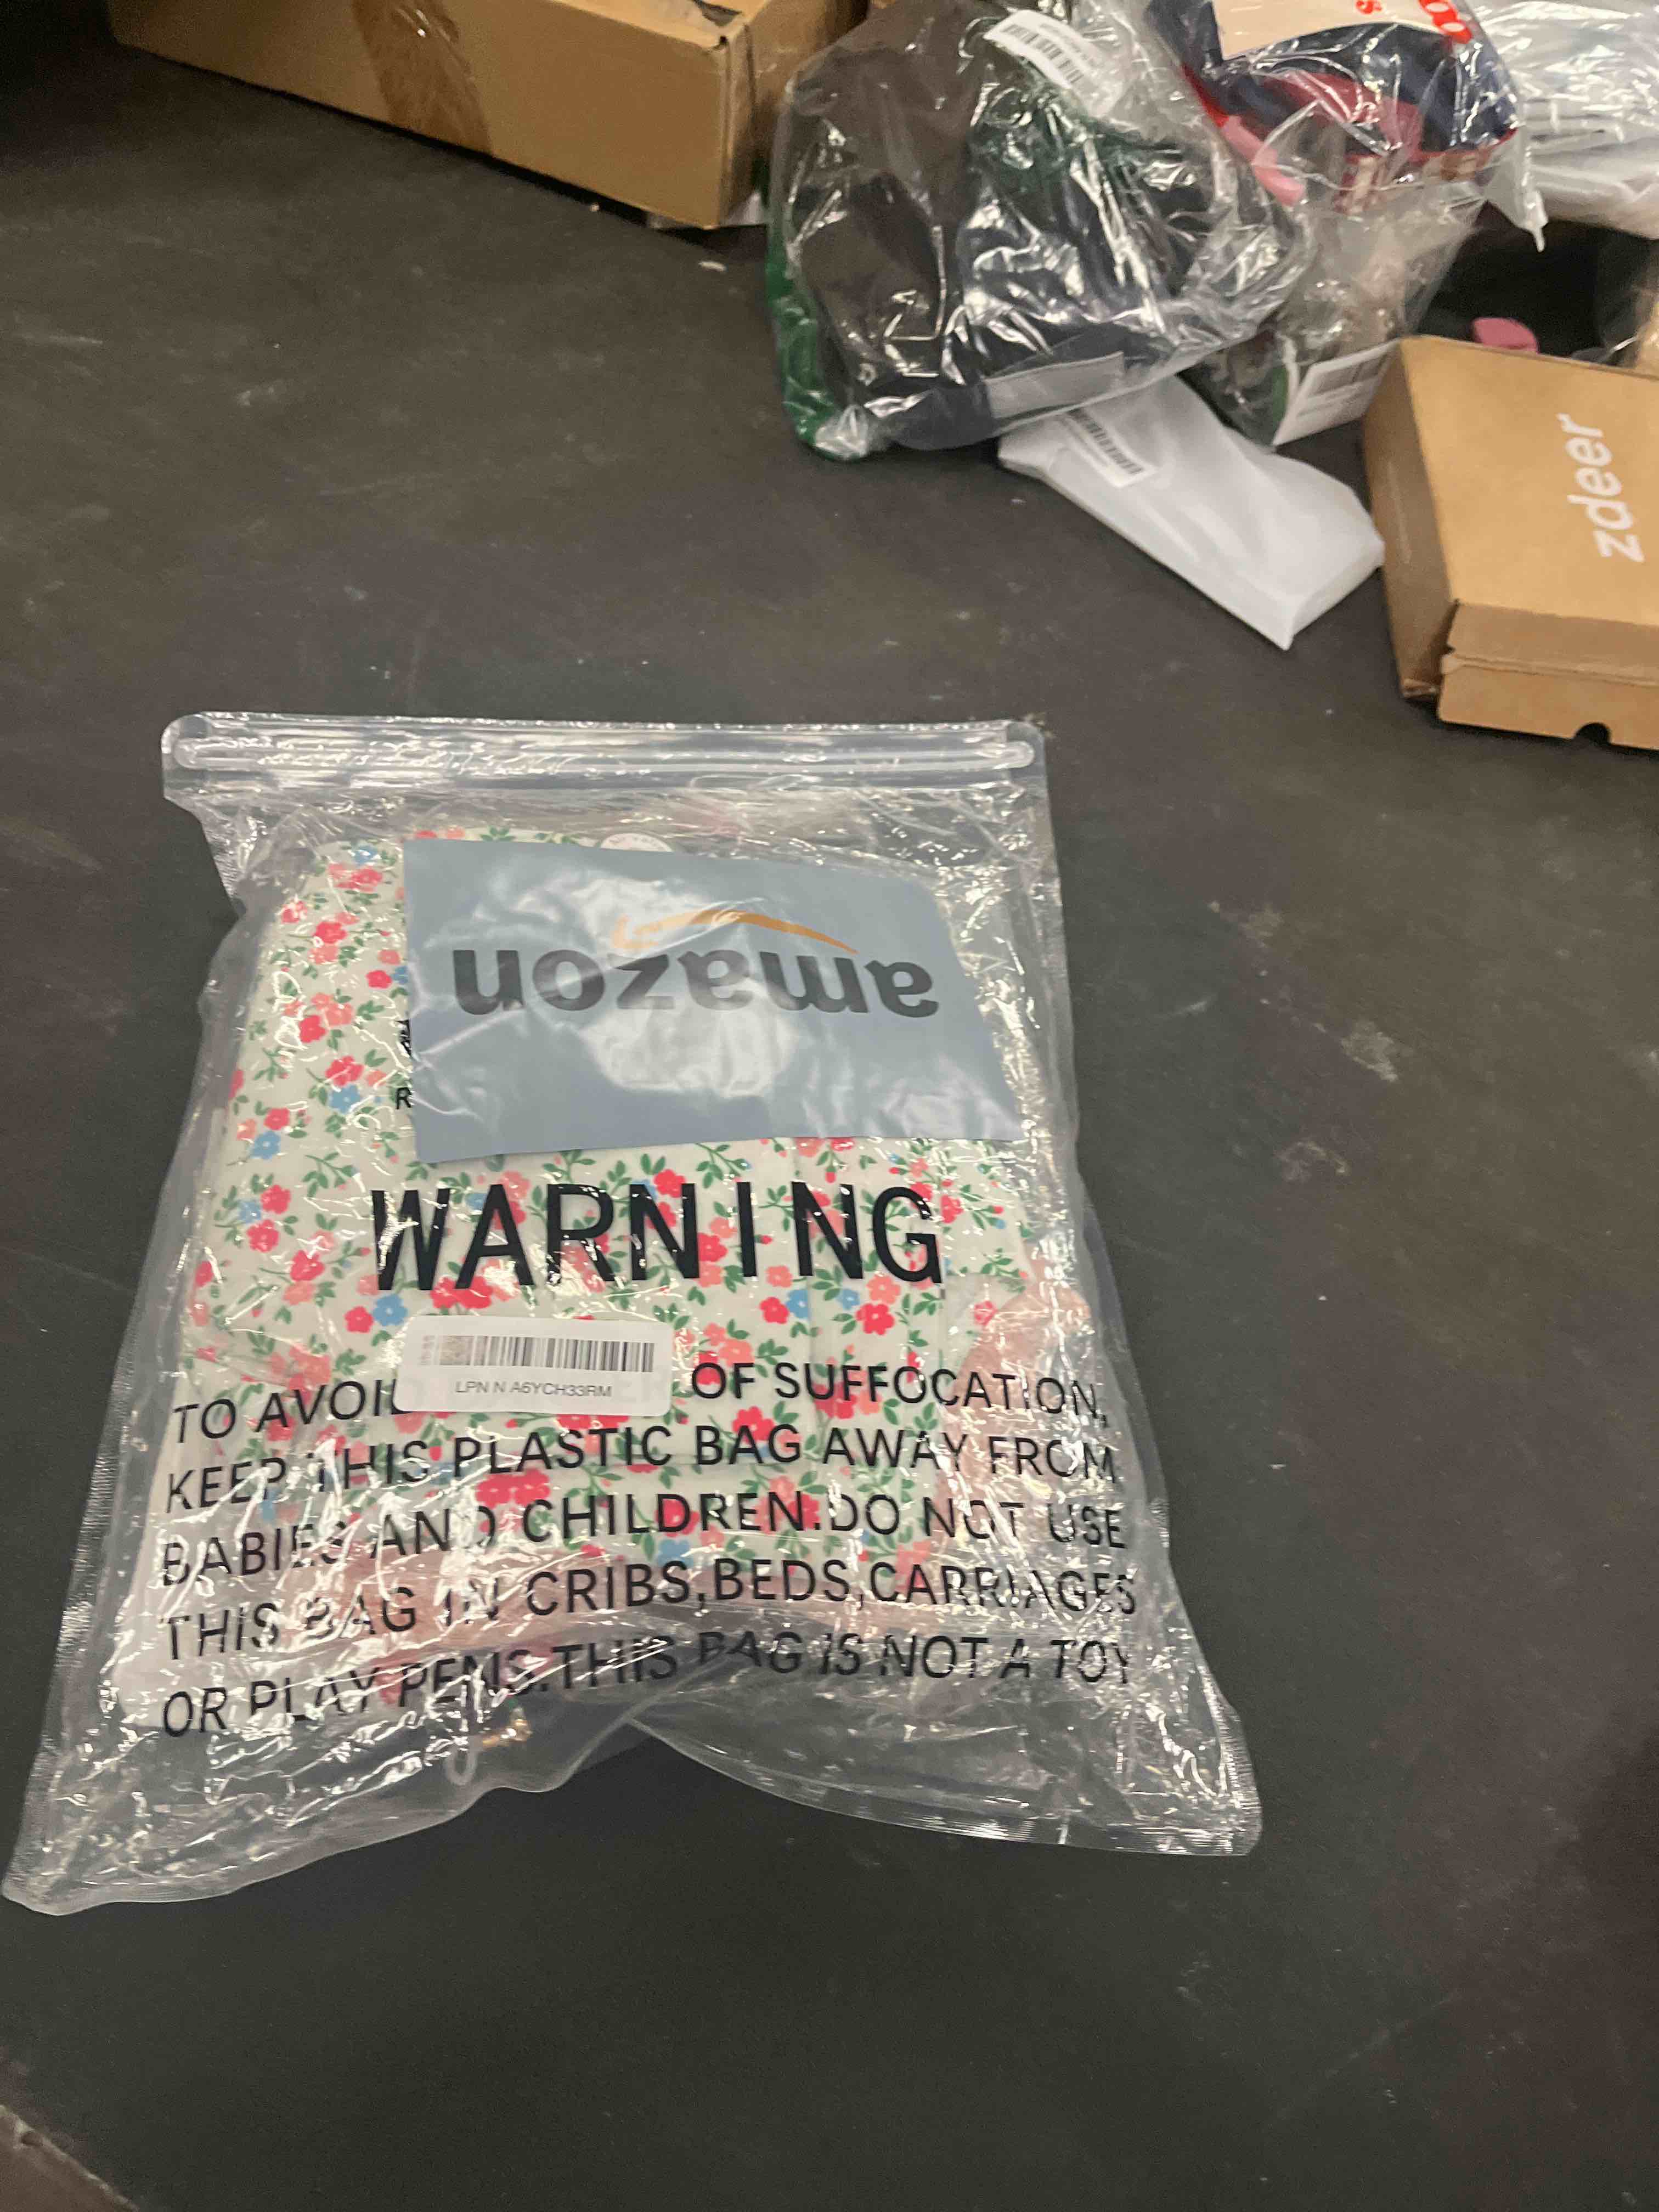 zdeer
amazon
R
WARNING
LPN N A6YCH33RM
TO AVOID OF SUFFOCATION,
KEEP THIS PLASTIC BAG AWAY FROM
BABIES AND CHILDREN.DO NOT USE
THIS BAG IN CRIBS,BEDS,CARRIAGES
OR PLAY PENS.THIS BAG IS NOT A TOY